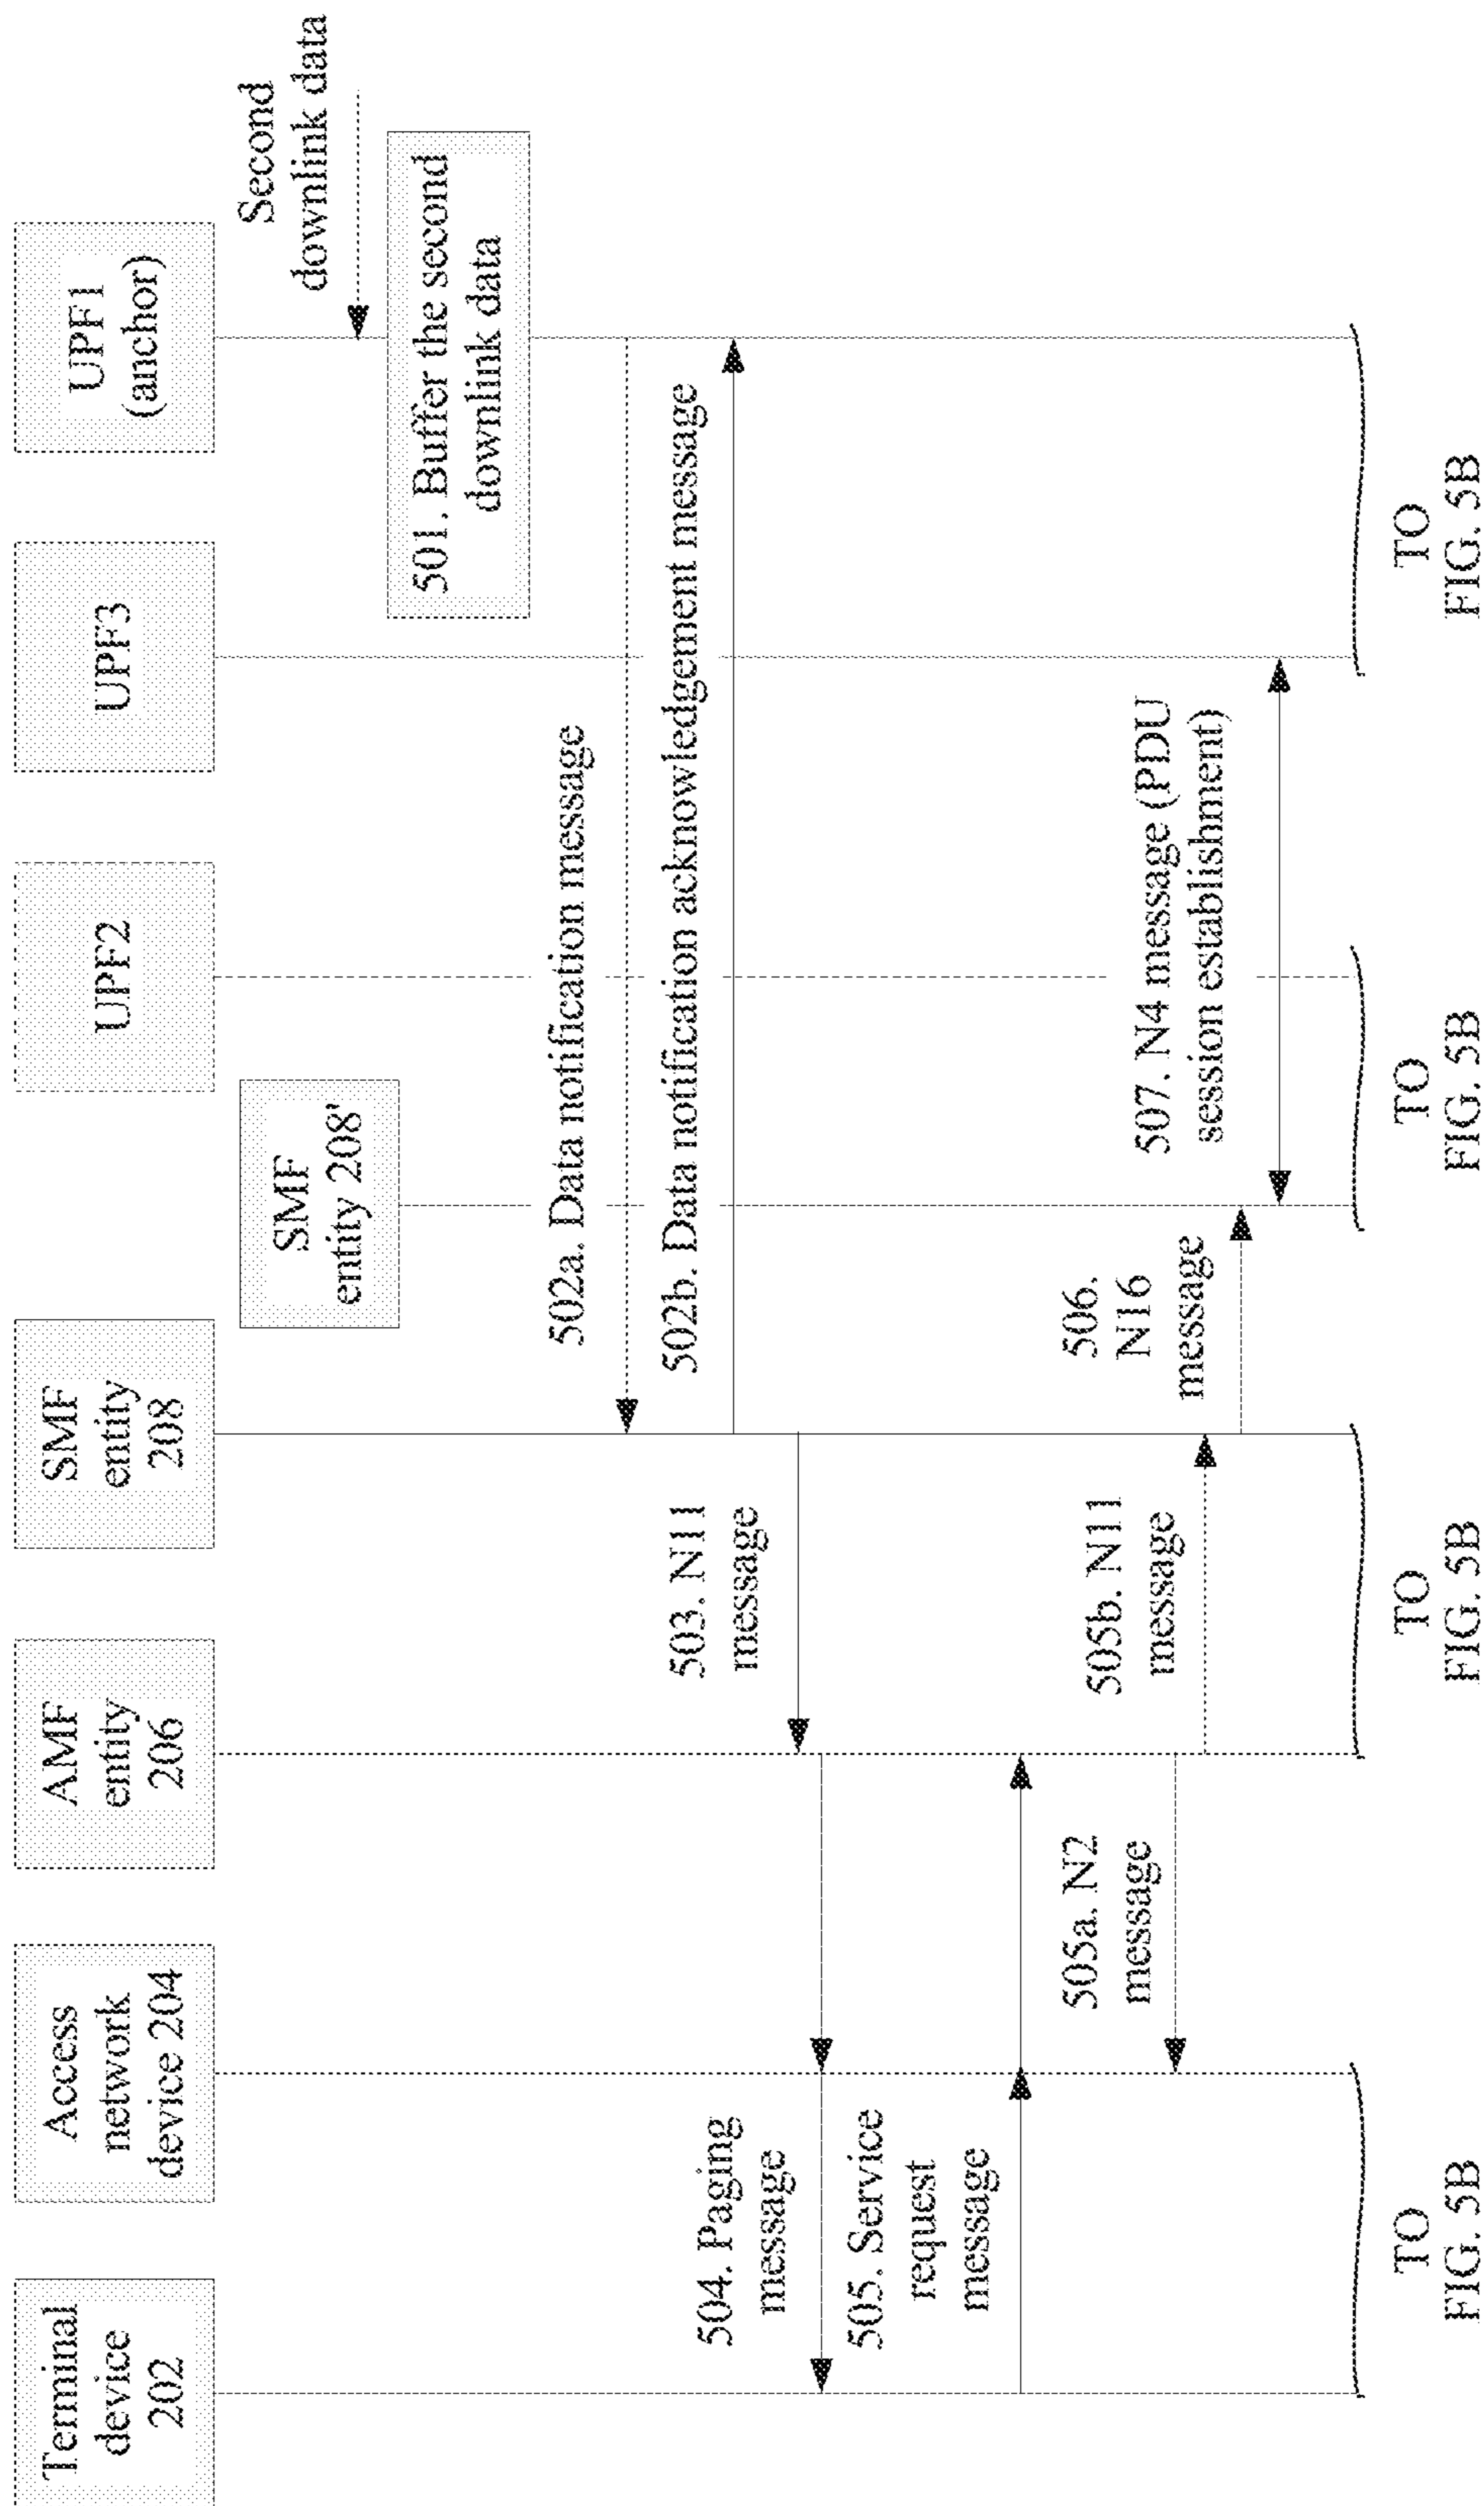 Terminal
device
202
Access
network
device 204
AMF
entity
206
SMF
entity
208
SMF
entity 208'
UPF2
UPF3
UPF1
(anchor)
Second
downlink data
501. Buffer the second
downlink data
502a. Data notification message
502b. Data notification acknowledgement message
503. N11
message
504. Paging
message
505. Service
request
message
505a. N2
message
505b. N11
message
506.
N16
message
507. N4 message (PDU
session establishment)
TO
FIG. 5B
TO
FIG. 5B
TO
FIG. 5B
TO
FIG. 5B